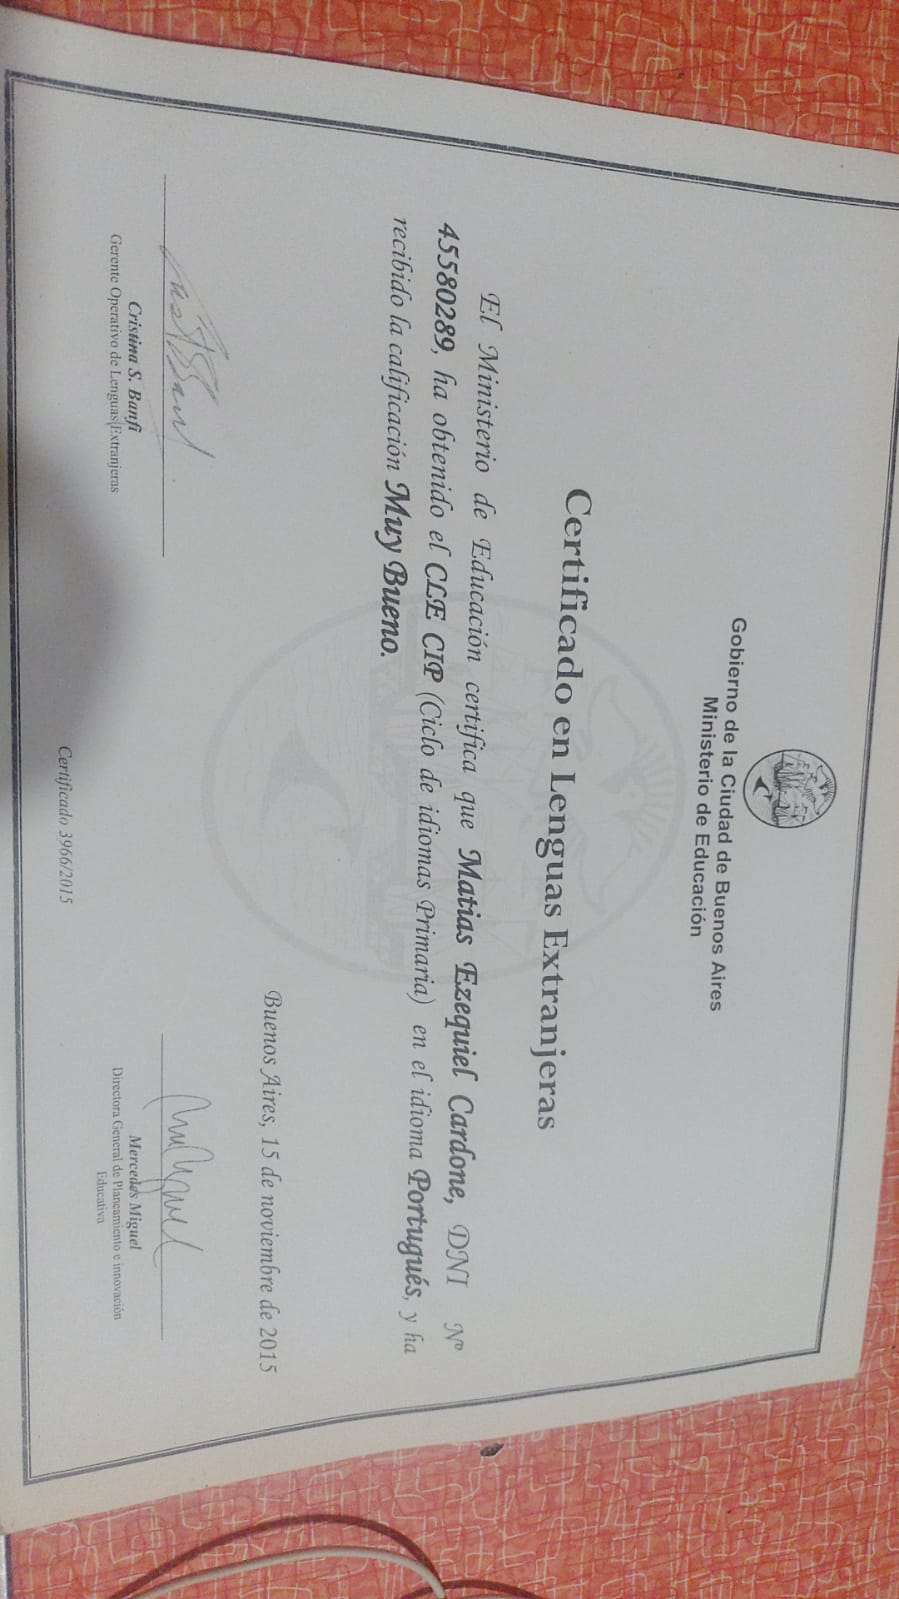 Gobierno de la Ciudad de Buenos Aires
Ministerio de Educación
Certificado en Lenguas Extranjeras
El Ministerio de Educación certifica que Matias Ezequiel Cardone, DNI Nº
45580289, ha obtenido el CLE CIP (Ciclo de idiomas Primaria) en el idioma Portugués, y ha
recibido la calificación Muy Bueno.
Buenos Aires, 15 de noviembre de 2015
Cristina S. Banfi
Gerente Operativo de Lenguas Extranjeras
Mercedes Miguel
Directora General de Planeamiento e innovación
Educativa
Certificado 3966/2015